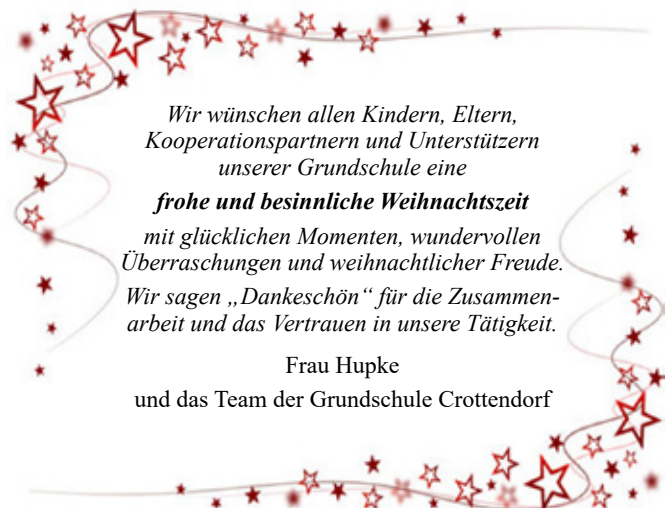 Wir wünschen allen Kindern, Eltern,
Kooperationspartnern und Unterstützern
unserer Grundschule eine
frohe und besinnliche Weihnachtszeit
mit glücklichen Momenten, wundervollen
Überraschungen und weihnachtlicher Freude.
Wir sagen „Dankeschön“ für die Zusammen-
arbeit und das Vertrauen in unsere Tätigkeit.
Frau Hupke
und das Team der Grundschule Crottendorf